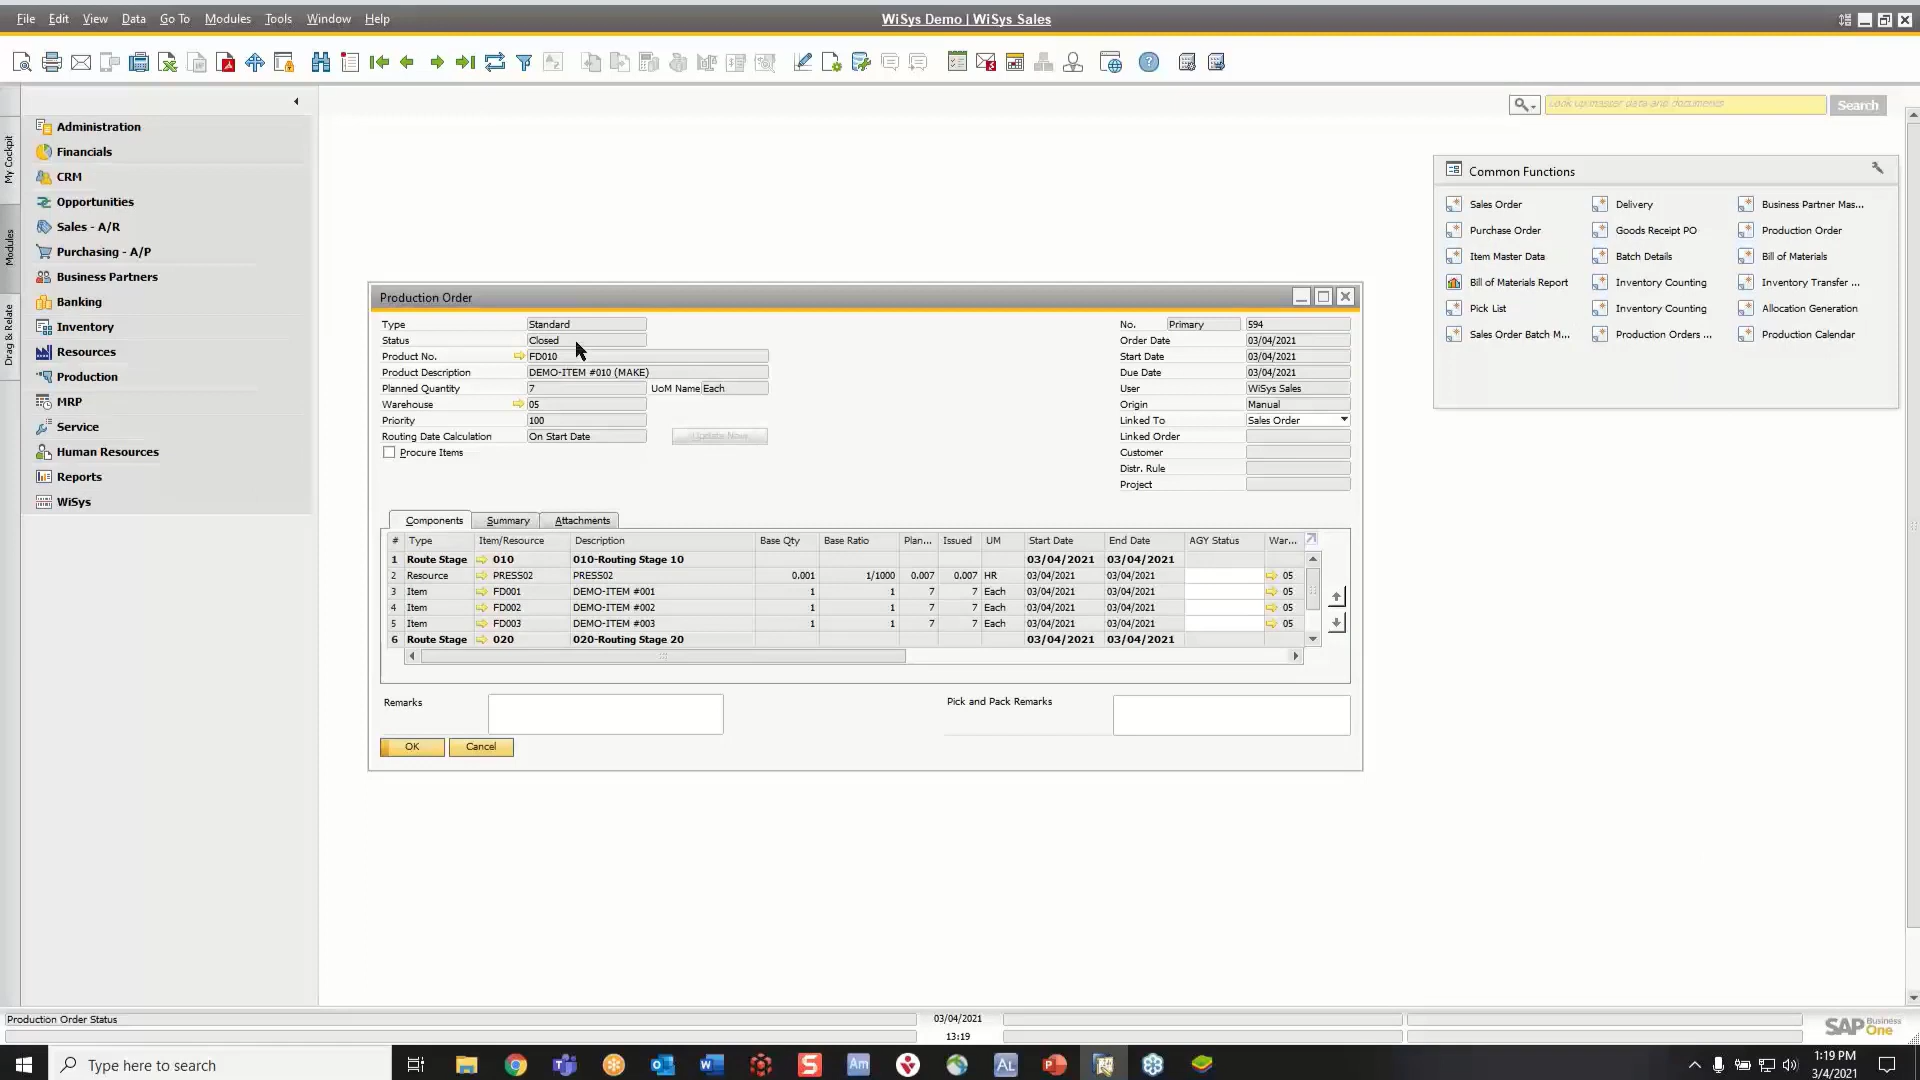 File Edit View Data Go To Modules Tools Window Help
WiSys Demo | WiSys Sales
Look up master data and documents
Search
My Cockpit
Modules
Drag & Relate
Administration
Financials
CRM
Opportunities
Sales - A/R
Purchasing - A/P
Business Partners
Banking
Inventory
Resources
Production
MRP
Service
Human Resources
Reports
WiSys
Common Functions
Sales Order Delivery Business Partner Mas...
Purchase Order Goods Receipt PO Production Order
Item Master Data Batch Details Bill of Materials
Bill of Materials Report Inventory Counting Inventory Transfer ...
Pick List Inventory Counting Allocation Generation
Sales Order Batch M... Production Orders ... Production Calendar
Production Order
Type Standard No. Primary 594
Status Closed Order Date 03/04/2021
Product No. FD010 Start Date 03/04/2021
Product Description DEMO-ITEM #010 (MAKE) Due Date 03/04/2021
Planned Quantity 7 UoM Name Each User WiSys Sales
Warehouse 05 Origin Manual
Priority 100 Linked To Sales Order
Routing Date Calculation On Start Date Update Now Linked Order
Procure Items Customer
Distr. Rule
Project
Components Summary Attachments
# Type Item/Resource Description Base Qty Base Ratio Plan... Issued UM Start Date End Date AGY Status War...
1 Route Stage 010 010-Routing Stage 10 03/04/2021 03/04/2021
2 Resource PRESS02 PRESS02 0.001 1/1000 0.007 0.007 HR 03/04/2021 03/04/2021 05
3 Item FD001 DEMO-ITEM #001 1 1 7 7 Each 03/04/2021 03/04/2021 05
4 Item FD002 DEMO-ITEM #002 1 1 7 7 Each 03/04/2021 03/04/2021 05
5 Item FD003 DEMO-ITEM #003 1 1 7 7 Each 03/04/2021 03/04/2021 05
6 Route Stage 020 020-Routing Stage 20 03/04/2021 03/04/2021
Remarks Pick and Pack Remarks
OK Cancel
Production Order Status 03/04/2021
13:19
SAP Business One
Type here to search
Am
AL
1:19 PM
3/4/2021